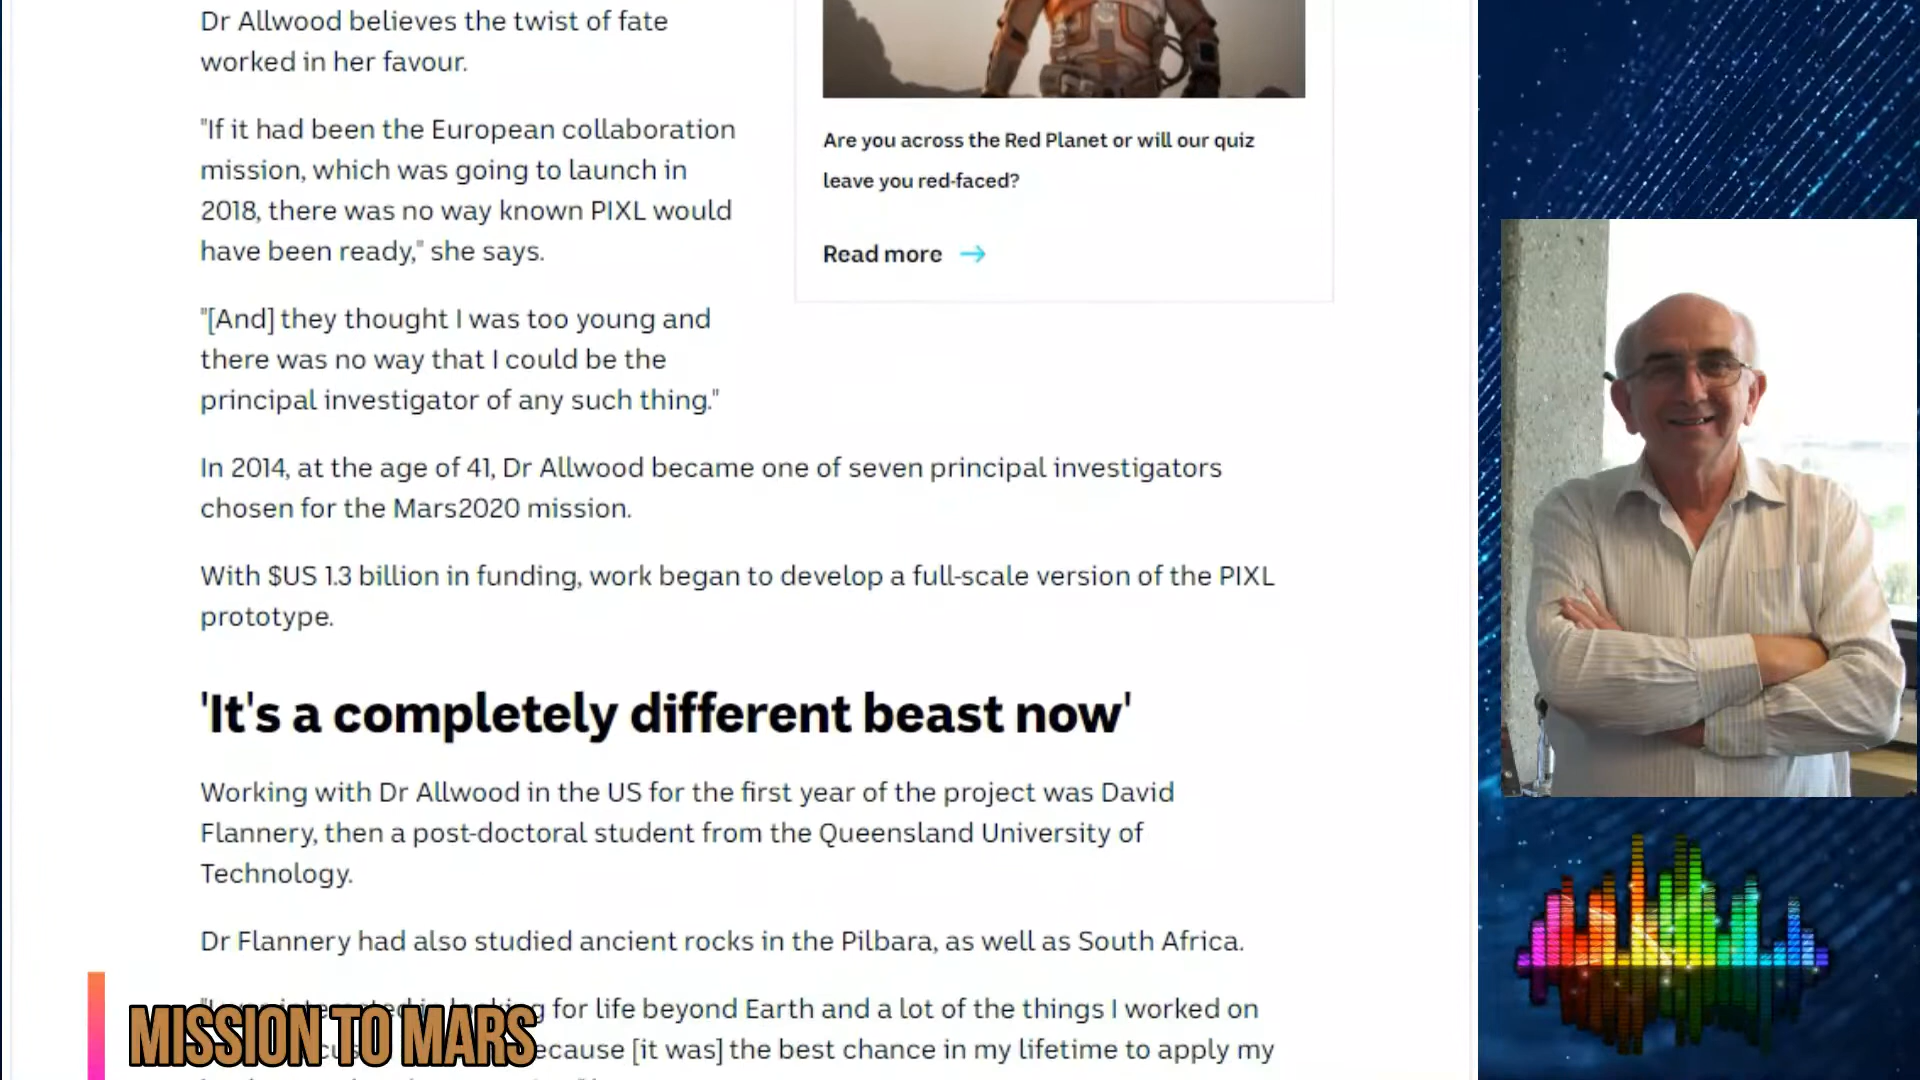 Dr Allwood believes the twist of fate
worked in her favour.
"If it had been the European collaboration
mission, which was going to launch in
2018, there was no way known PIXL would
have been ready," she says.
"[And] they thought I was too young and
there was no way that I could be the
principal investigator of any such thing."
Are you across the Red Planet or will our quiz
leave you red-faced?
Read more
In 2014, at the age of 41, Dr Allwood became one of seven principal investigators
chosen for the Mars2020 mission.
With $US 1.3 billion in funding, work began to develop a full-scale version of the PIXL
prototype.
'It's a completely different beast now'
Working with Dr Allwood in the US for the first year of the project was David
Flannery, then a post-doctoral student from the Queensland University of
Technology.
Dr Flannery had also studied ancient rocks in the Pilbara, as well as South Africa.
for life beyond Earth and a lot of the things I worked on
[it was] the best chance in my lifetime to apply my
MISSION TO MARS